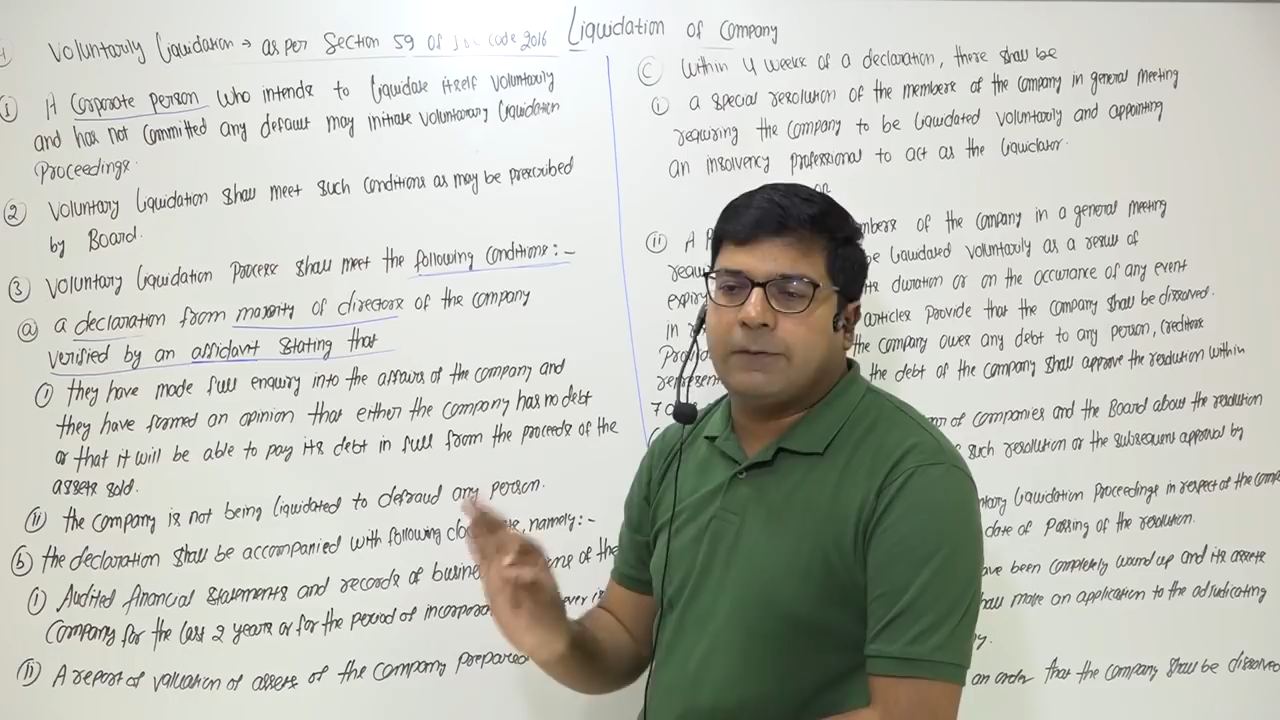 Liquidation of Company
Voluntarily Liquidation → as per Section 59 of Code 2016
① A Corporate person who intends to liquidate itself voluntarily
and has not committed any default may initiate voluntarary liquidation
Proceedings.
② Voluntary Liquidation shall meet such conditions as may be prescribed
by Board.
③ Voluntary Liquidation Process shall meet the following conditions:-
ⓐ a declaration from majority of directors of the company
verified by an affidavit stating that
ⓘ they have made full enquiry into the affairs of the company and
they have formed an opinion that either the company has no debt
or that it will be able to pay its debt in full from the proceeds of the
assets sold.
ⓘⓘ the company is not being liquidated to defraud any person.
ⓑ the declaration shall be accompanied with following namely:-
ⓘ Audited financial statements and records of of the
Company for the last 2 years or for the period of
ⓘⓘ A report of valuation of assets of the company prepared
Ⓒ Within 4 weeks of a declaration, there shall be
ⓘ a special resolution of the members of the company in general meeting
requiring the company to be liquidated voluntarily and appointing
an insolvency professional to act as the liquidator.
or
ⓘⓘ A of the company in a general meeting
be liquidated voluntarily as a result of
its duration or on the occurance of any event
in articles provide that the company shall be dissolved.
the company owes any debt to any person, creditors
the debt of the company shall approve the resolution within
7
of companies and the Board about the resolution
such resolution or the subsequent approval by
liquidation proceedings in respect of the
date of passing of the resolution.
have been completely wound up and its assets
shall make an application to the adjudicating
an order that the company shall be dissolved